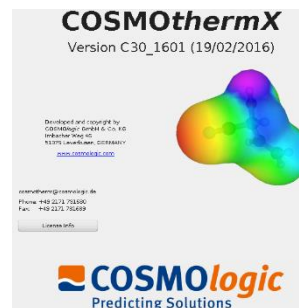 COSMOthermX
Version C30_1601 (19/02/2016)
Developed and copyright by
COSMOlogic GmbH & Co. KG
Imbacher Weg 46
51379 Leverkusen, GERMANY
www.cosmologic.com
cosmotherm@cosmologic.de
Phone +49 2171 731680
Fax: +49 2171 731689
License Info
COSMOlogic
Predicting Solutions